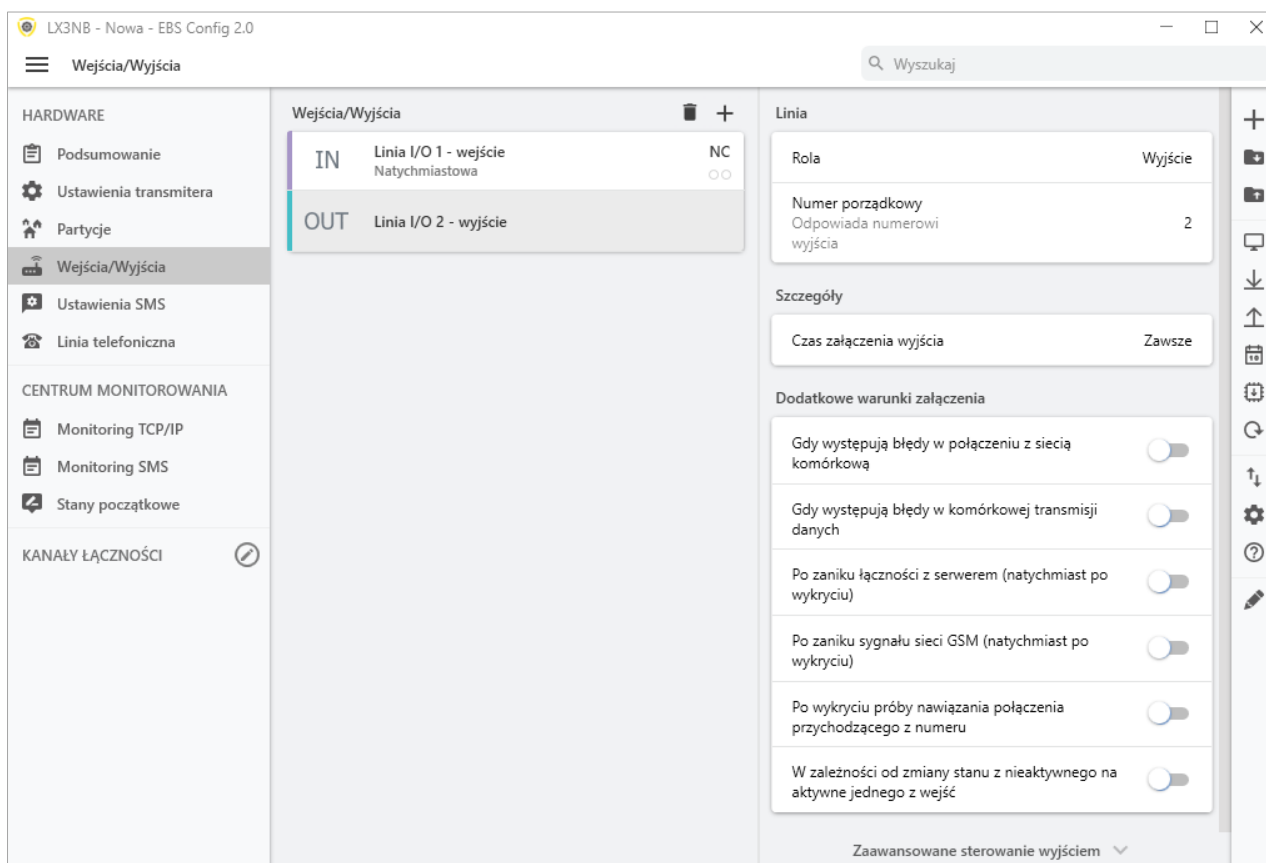 LX3NB - Nowa - EBS Config 2.0
Wejścia/Wyjścia
Wyszukaj
HARDWARE
Podsumowanie
Ustawienia transmitera
Partycje
Wejścia/Wyjścia
Ustawienia SMS
Linia telefoniczna
CENTRUM MONITOROWANIA
Monitoring TCP/IP
Monitoring SMS
Stany początkowe
KANAŁY ŁĄCZNOŚCI
Wejścia/Wyjścia
IN
Linia I/O 1 - wejście
NC
Natychmiastowa
OUT
Linia I/O 2 - wyjście
Linia
Rola
Wyjście
Numer porządkowy
Odpowiada numerowi
wyjścia
2
Szczegóły
Czas załączenia wyjścia
Zawsze
Dodatkowe warunki załączenia
Gdy występują błędy w połączeniu z siecią
komórkową
Gdy występują błędy w komórkowej transmisji
danych
Po zaniku łączności z serwerem (natychmiast po
wykryciu)
Po zaniku sygnału sieci GSM (natychmiast po
wykryciu)
Po wykryciu próby nawiązania połączenia
przychodzącego z numeru
W zależności od zmiany stanu z nieaktywnego na
aktywne jednego z wejść
Zaawansowane sterowanie wyjściem